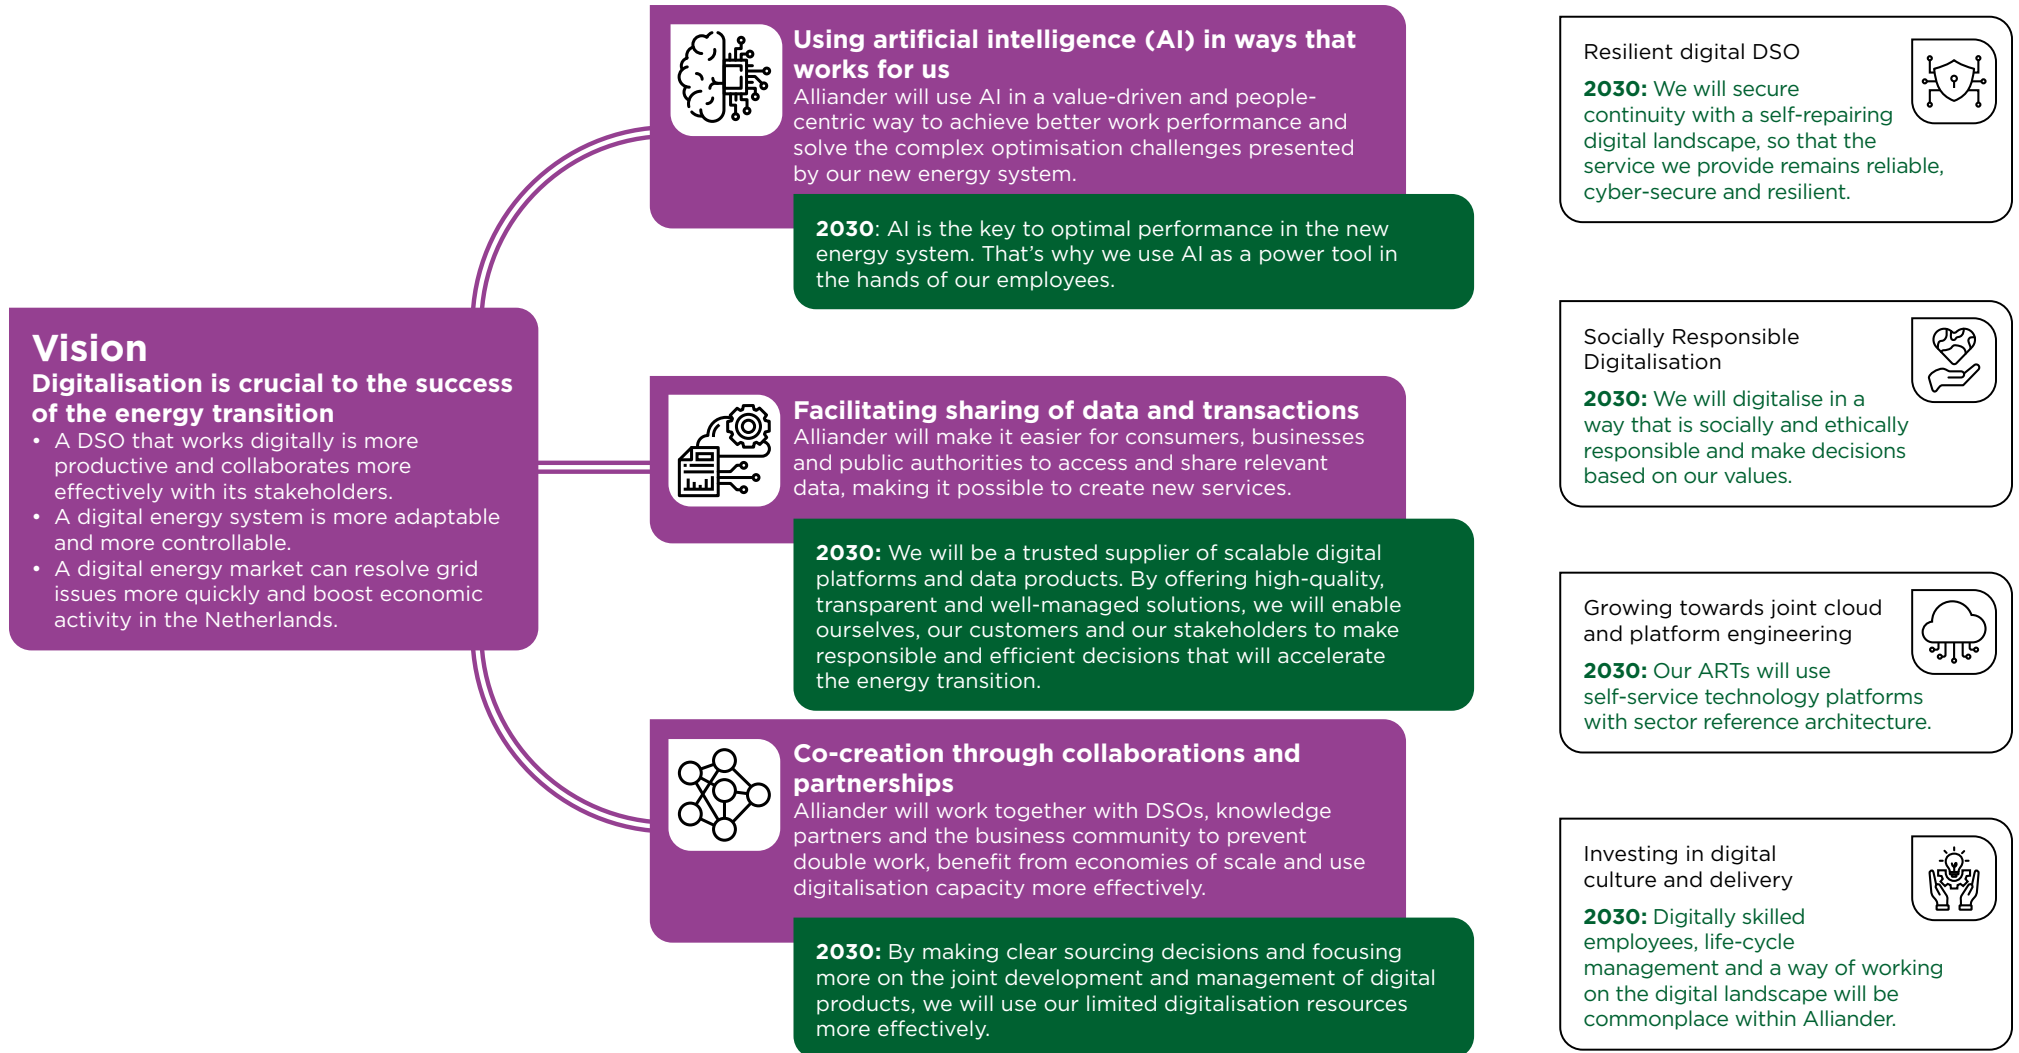 Vision
Digitalisation is crucial to the success
of the energy transition
• A DSO that works digitally is more
productive and collaborates more
effectively with its stakeholders.
• A digital energy system is more adaptable
and more controllable.
• A digital energy market can resolve grid
issues more quickly and boost economic
activity in the Netherlands.
Using artificial intelligence (AI) in ways that
works for us
Alliander will use AI in a value-driven and people-
centric way to achieve better work performance and
solve the complex optimisation challenges presented
by our new energy system.
2030: AI is the key to optimal performance in the new
energy system. That's why we use AI as a power tool in
the hands of our employees.
Facilitating sharing of data and transactions
Alliander will make it easier for consumers, businesses
and public authorities to access and share relevant
data, making it possible to create new services.
2030: We will be a trusted supplier of scalable digital
platforms and data products. By offering high-quality,
transparent and well-managed solutions, we will enable
ourselves, our customers and our stakeholders to make
responsible and efficient decisions that will accelerate
the energy transition.
Co-creation through collaborations and
partnerships
Alliander will work together with DSOs, knowledge
partners and the business community to prevent
double work, benefit from economies of scale and use
digitalisation capacity more effectively.
2030: By making clear sourcing decisions and focusing
more on the joint development and management of digital
products, we will use our limited digitalisation resources
more effectively.
Resilient digital DSO
2030: We will secure
continuity with a self-repairing
digital landscape, so that the
service we provide remains reliable,
cyber-secure and resilient.
Socially Responsible
Digitalisation
2030: We will digitalise in a
way that is socially and ethically
responsible and make decisions
based on our values.
Growing towards joint cloud
and platform engineering
2030: Our ARTs will use
self-service technology platforms
with sector reference architecture.
Investing in digital
culture and delivery
2030: Digitally skilled
employees, life-cycle
management and a way of working
on the digital landscape will be
commonplace within Alliander.